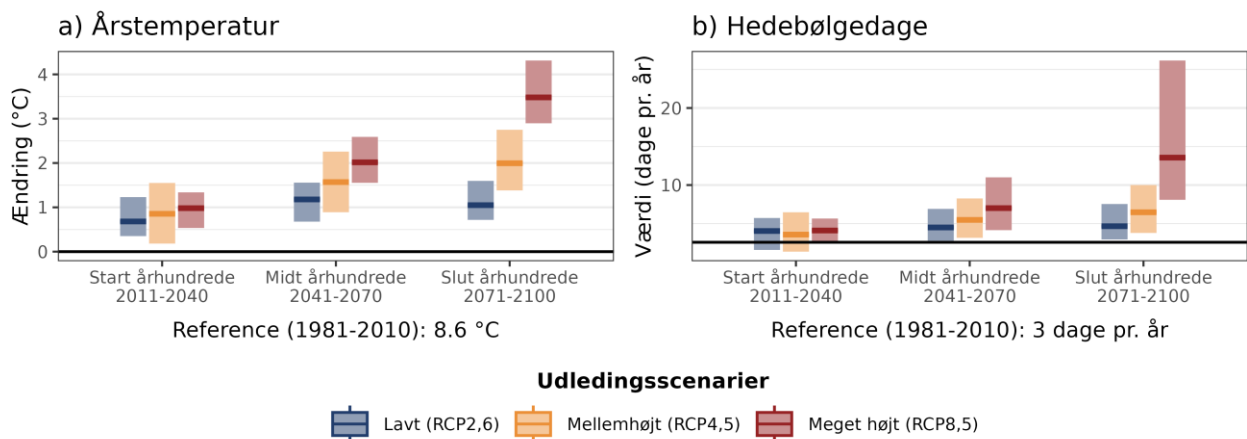 a) Årstemperatur
Ændring (°C)
4
3
2
1
0
Start århundrede
2011-2040
Midt århundrede
2041-2070
Slut århundrede
2071-2100
Reference (1981-2010): 8.6 °C
b) Hedebølgedage
Værdi (dage pr. år)
20
10
Start århundrede
2011-2040
Midt århundrede
2041-2070
Slut århundrede
2071-2100
Reference (1981-2010): 3 dage pr. år
Udledingsscenarier
Lavt (RCP2,6)
Mellemhøjt (RCP4,5)
Meget højt (RCP8,5)